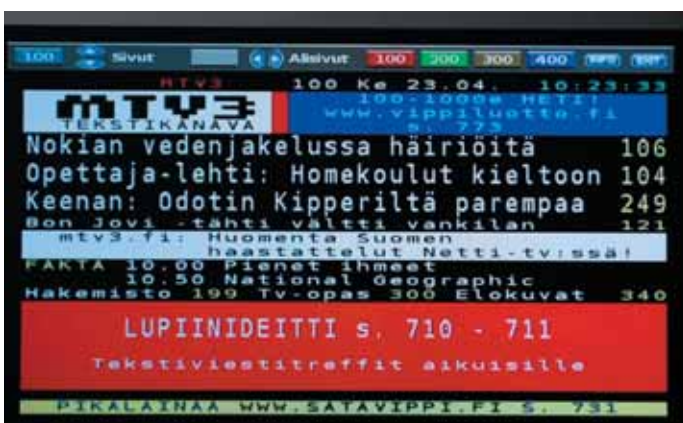 100 Sivut Alisivut 100 200 300 400 INFO EXIT
MTV3 100 Ke 23.04. 10:23:33
mTV3 TEKSTIKANAVA
100-1000e HETI!
www.vippiluotto.fi
s. 773
Nokian vedenjakelussa häiriöitä 106
Opettaja-lehti: Homekoulut kieltoon 104
Keenan: Odotin Kipperiltä parempaa 249
Bon Jovi -tähti vältti vankilan 121
mtv3.fi: Huomenta Suomen
haastattelut Netti-tv:ssä!
FAKTA 10.00 Pienet ihmeet
10.50 National Geographic
Hakemisto 199 Tv-opas 300 Elokuvat 340
LUPIINIDEITTI s. 710 - 711
Tekstiviestitreffit aikuisille
PIKALAINAA WWW.SATAVIPPI.FI S. 731